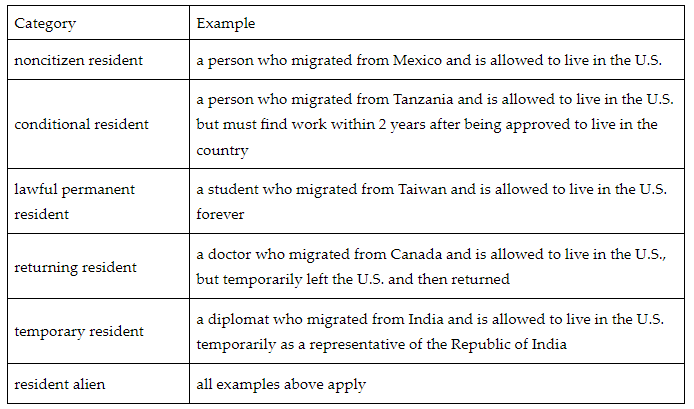 Category
Example
noncitizen resident
a person who migrated from Mexico and is allowed to live in the U.S.
conditional resident
a person who migrated from Tanzania and is allowed to live in the U.S.
but must find work within 2 years after being approved to live in the
country
lawful permanent
resident
a student who migrated from Taiwan and is allowed to live in the U.S.
forever
returning resident
a doctor who migrated from Canada and is allowed to live in the U.S.,
but temporarily left the U.S. and then returned
temporary resident
a diplomat who migrated from India and is allowed to live in the U.S.
temporarily as a representative of the Republic of India
resident alien
all examples above apply